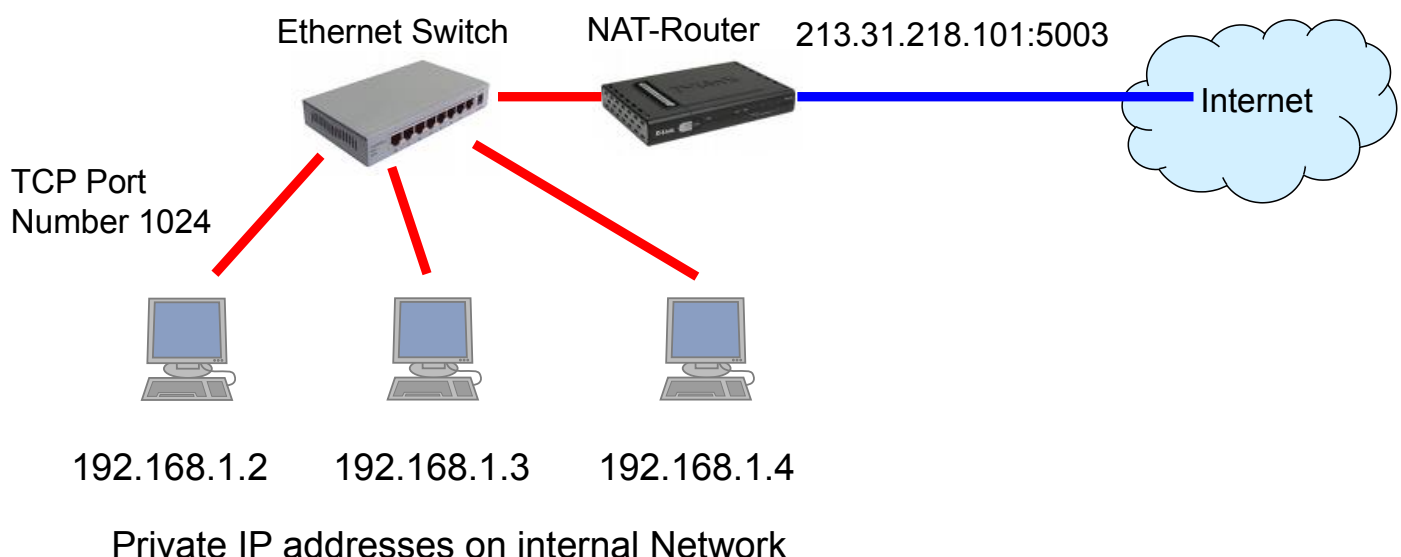 Ethernet Switch
NAT-Router
213.31.218.101:5003
Internet
D-Link
TCP Port
Number 1024
192.168.1.2
192.168.1.3
192.168.1.4
Private IP addresses on internal Network